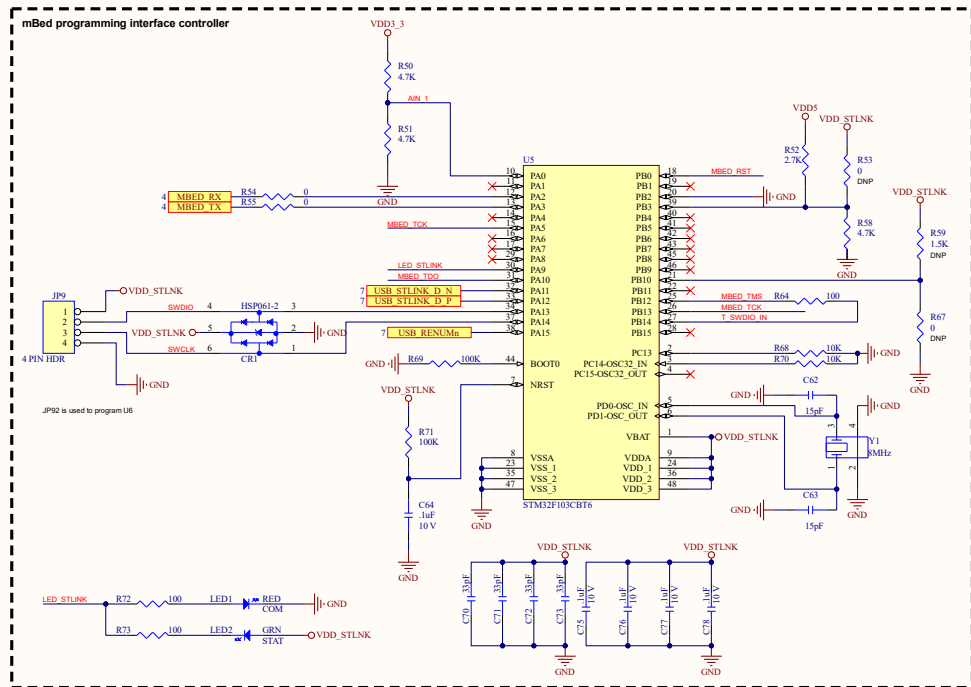 mBed programming interface controller
VDD3_3
R50
4.7K
AIN_1
R51
4.7K
GND
VDD5
VDD_STLNK
R52
2.7K
R53
0
DNP
VDD_STLNK
R58
4.7K
GND
R59
1.5K
DNP
R67
0
DNP
GND
4 MBED_RX R54 0
4 MBED_TX R55 0
MBED_TCK
LED_STLINK
MBED_TDO
7 USB_STLINK_D_N
7 USB_STLINK_D_P
7 USB_RENUMn
U5
10 PA0
11 PA1
12 PA2
13 PA3
14 PA4
15 PA5
16 PA6
17 PA7
29 PA8
30 PA9
31 PA10
32 PA11
33 PA12
34 PA13
37 PA14
38 PA15
44 BOOT0
7 NRST
8 VSSA
23 VSS_1
35 VSS_2
47 VSS_3
GND
PB0 18 MBED_RST
PB1 19
PB2 20 GND
PB3 39
PB4 40
PB5 41
PB6 42
PB7 43
PB8 45
PB9 46
PB10 21
PB11 22
PB12 25 MBED_TMS R64 100
PB13 26 MBED_TCK
PB14 27 T_SWDIO_IN
PB15 28
PC13 2 R68 10K GND
PC14-OSC32_IN 3 R70 10K
PC15-OSC32_OUT 4
PD0-OSC_IN 5
PD1-OSC_OUT 6
VBAT 1 VDD_STLNK
VDDA 9
VDD_1 24
VDD_2 36
VDD_3 48
STM32F103CBT6
JP9
1
2
3
4
4 PIN HDR
VDD_STLNK
SWDIO 4 HSP061-2 3
VDD_STLNK 5 2 GND
SWCLK 6 1
CR1
GND
JP92 is used to program U6
GND R69 100K
VDD_STLNK
R71
100K
C64
.1uF
10 V
GND
GND C62
15pF
GND
3 4
Y1
8MHz
1 2
C63
GND
15pF
GND
VDD_STLNK
C70 33pF
C71 33pF
C72 33pF
C73 33pF
GND
VDD_STLNK
C75 .1uF 10 V
C76 .1uF 10 V
C77 .1uF 10 V
C78 .1uF 10 V
GND
LED_STLINK R72 100 LED1 RED GND
COM
R73 100 LED2 GRN VDD_STLNK
STAT